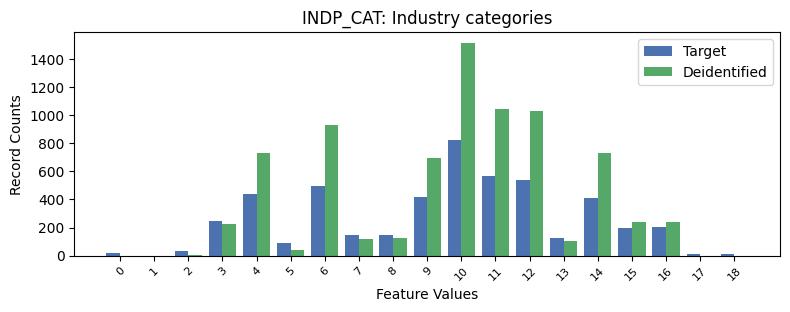 INDP_CAT: Industry categories
Target
Deidentified
Record Counts
1400
1200
1000
800
600
400
200
0
0 1 2 3 4 5 6 7 8 9 10 11 12 13 14 15 16 17 18
Feature Values